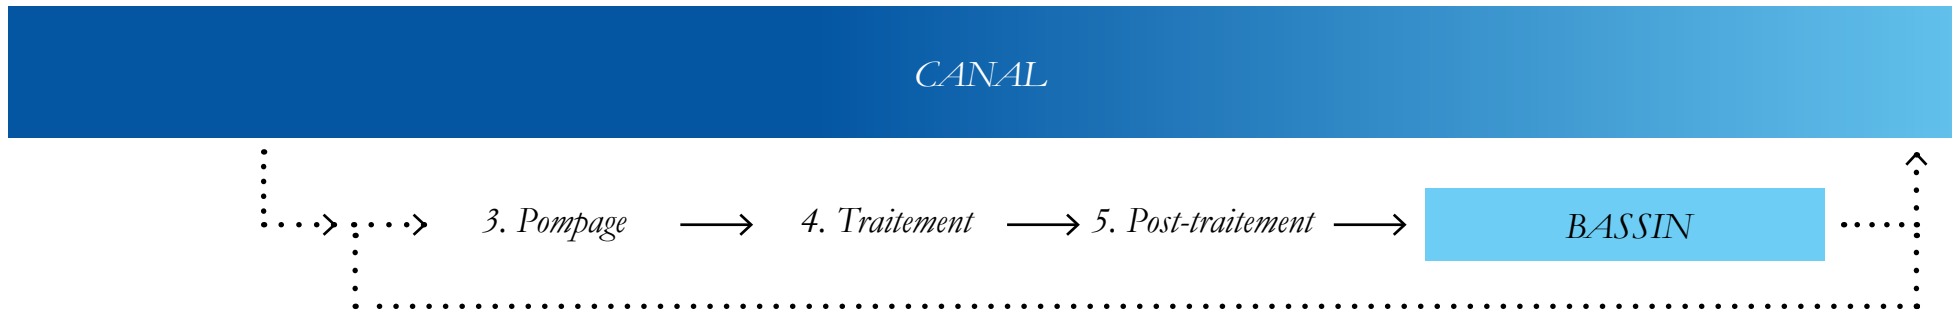 CANAL
3. Pompage
4. Traitement
5. Post-traitement
BASSIN